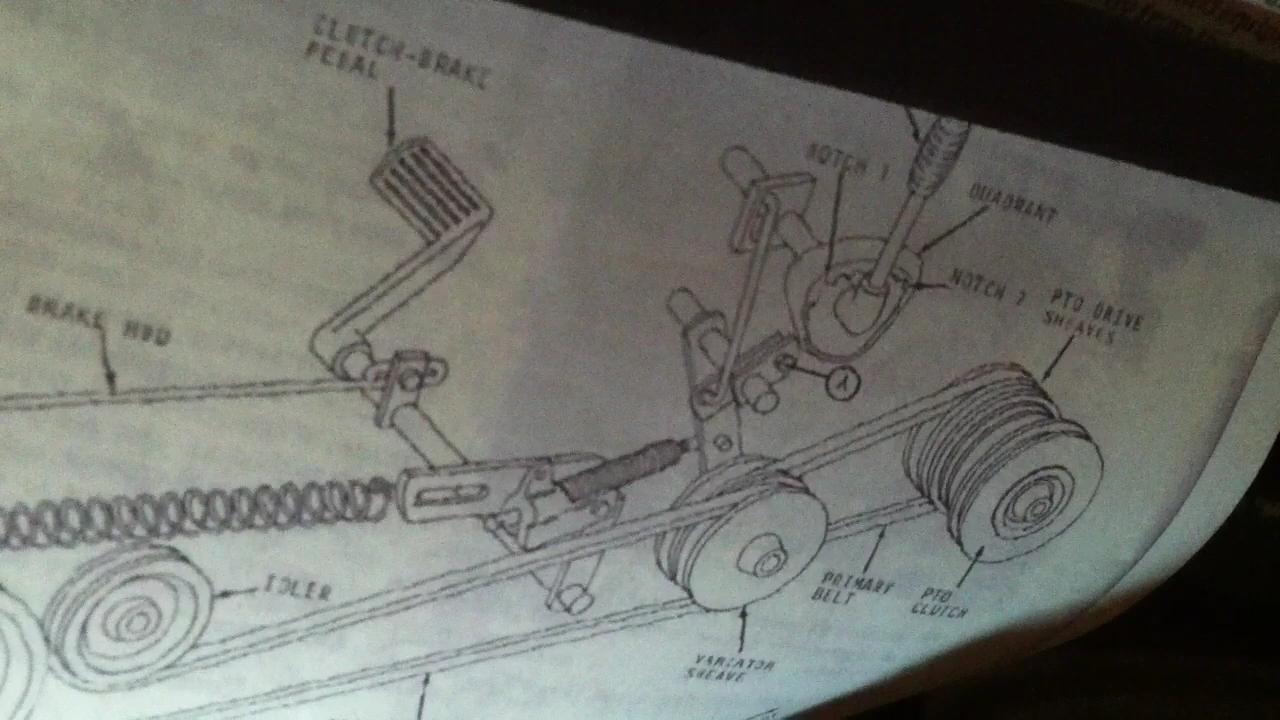 CLUTCH-BRAKE
PEDAL
NOTCH 1
QUADRANT
NOTCH 2
PTO DRIVE
SHEAVES
BRAKE ROD
A
IDLER
PRIMARY
BELT
PTO
CLUTCH
VARIATOR
SHEAVE